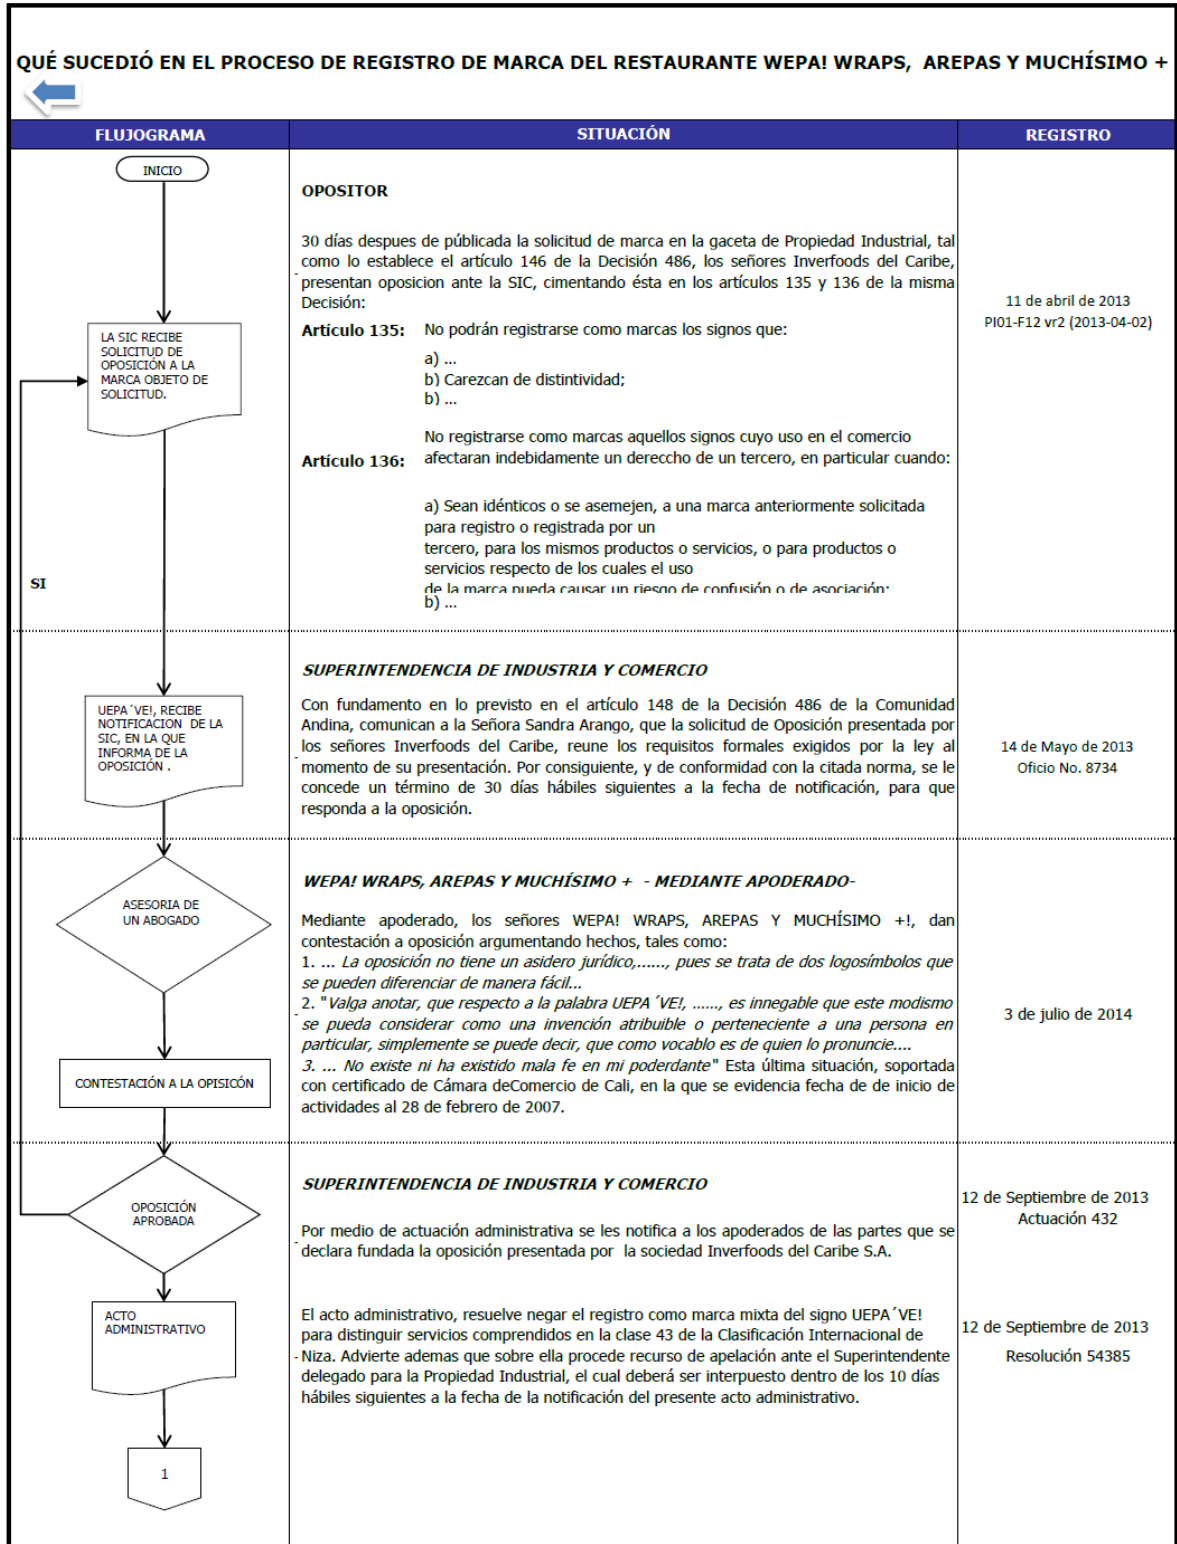 QUÉ SUCEDIÓ EN EL PROCESO DE REGISTRO DE MARCA DEL RESTAURANTE WEPA! WRAPS, AREPAS Y MUCHÍSIMO +
FLUJOGRAMA
SITUACIÓN
REGISTRO
INICIO
OPOSITOR
30 días despues de públicada la solicitud de marca en la gaceta de Propiedad Industrial, tal
como lo establece el artículo 146 de la Decisión 486, los señores Inverfoods del Caribe,
presentan oposicion ante la SIC, cimentando ésta en los artículos 135 y 136 de la misma
Decisión:
11 de abril de 2013
PI01-F12 vr2 (2013-04-02)
LA SIC RECIBE
SOLICITUD DE
OPOSICIÓN A LA
MARCA OBJETO DE
SOLICITUD.
Artículo 135: No podrán registrarse como marcas los signos que:
a) ...
b) Carezcan de distintividad;
b) ...
No registrarse como marcas aquellos signos cuyo uso en el comercio
Artículo 136: afectaran indebidamente un dereccho de un tercero, en particular cuando:
a) Sean idénticos o se asemejen, a una marca anteriormente solicitada
para registro o registrada por un
tercero, para los mismos productos o servicios, o para productos o
servicios respecto de los cuales el uso
de la marca pueda causar un riesgo de confusión o de asociación;
b) ...
SI
UEPA´VE!, RECIBE
NOTIFICACION DE LA
SIC, EN LA QUE
INFORMA DE LA
OPOSICIÓN .
SUPERINTENDENCIA DE INDUSTRIA Y COMERCIO
Con fundamento en lo previsto en el artículo 148 de la Decisión 486 de la Comunidad
Andina, comunican a la Señora Sandra Arango, que la solicitud de Oposición presentada por
los señores Inverfoods del Caribe, reune los requisitos formales exigidos por la ley al
momento de su presentación. Por consiguiente, y de conformidad con la citada norma, se le
concede un término de 30 días hábiles siguientes a la fecha de notificación, para que
responda a la oposición.
14 de Mayo de 2013
Oficio No. 8734
ASESORIA DE
UN ABOGADO
WEPA! WRAPS, AREPAS Y MUCHÍSIMO + - MEDIANTE APODERADO-
Mediante apoderado, los señores WEPA! WRAPS, AREPAS Y MUCHÍSIMO +!, dan
contestación a oposición argumentando hechos, tales como:
1. ... La oposición no tiene un asidero jurídico,......, pues se trata de dos logosímbolos que
se pueden diferenciar de manera fácil...
2. "Valga anotar, que respecto a la palabra UEPA´VE!, ......, es innegable que este modismo
se pueda considerar como una invención atribuible o perteneciente a una persona en
particular, simplemente se puede decir, que como vocablo es de quien lo pronuncie....
3. ... No existe ni ha existido mala fe en mi poderdante" Esta última situación, soportada
con certificado de Cámara deComercio de Cali, en la que se evidencia fecha de de inicio de
actividades al 28 de febrero de 2007.
3 de julio de 2014
CONTESTACIÓN A LA OPISICÓN
OPOSICIÓN
APROBADA
SUPERINTENDENCIA DE INDUSTRIA Y COMERCIO
Por medio de actuación administrativa se les notifica a los apoderados de las partes que se
declara fundada la oposición presentada por la sociedad Inverfoods del Caribe S.A.
12 de Septiembre de 2013
Actuación 432
ACTO
ADMINISTRATIVO
El acto administrativo, resuelve negar el registro como marca mixta del signo UEPA´VE!
para distinguir servicios comprendidos en la clase 43 de la Clasificación Internacional de
Niza. Advierte ademas que sobre ella procede recurso de apelación ante el Superintendente
delegado para la Propiedad Industrial, el cual deberá ser interpuesto dentro de los 10 días
hábiles siguientes a la fecha de la notificación del presente acto administrativo.
12 de Septiembre de 2013
Resolución 54385
1